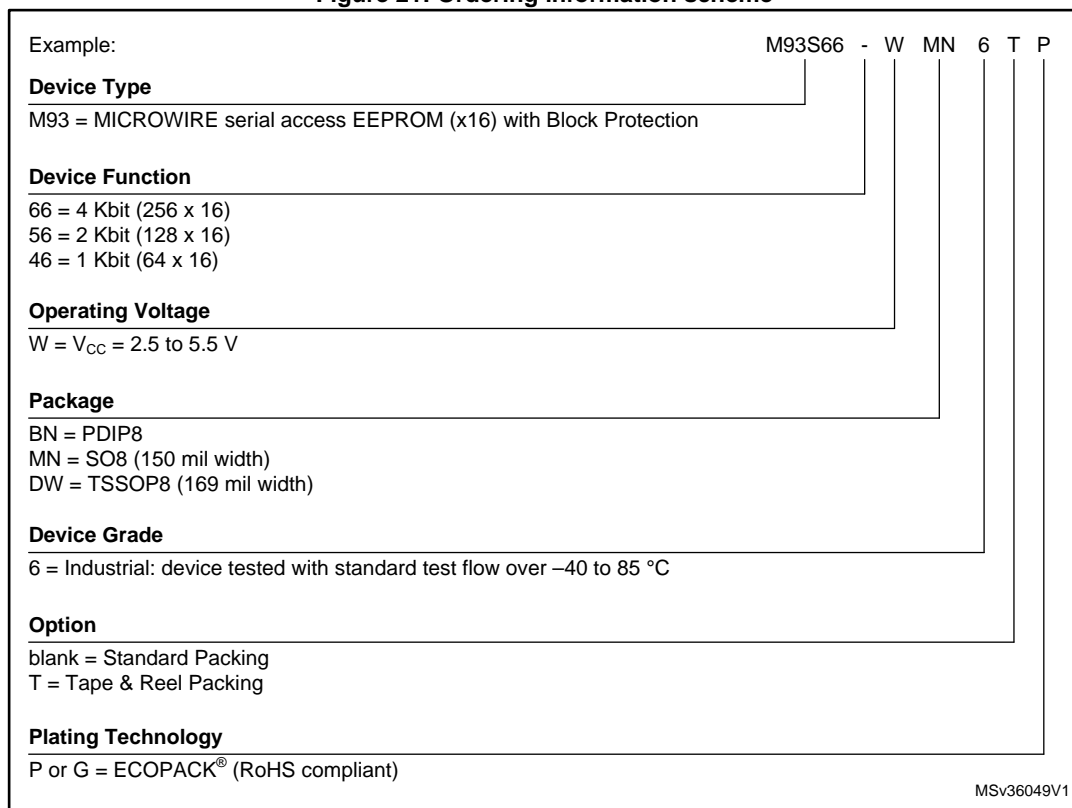 Figure 21. Ordering information scheme
Example: M93S66 - W MN 6 T P
Device Type
M93 = MICROWIRE serial access EEPROM (x16) with Block Protection
Device Function
66 = 4 Kbit (256 x 16)
56 = 2 Kbit (128 x 16)
46 = 1 Kbit (64 x 16)
Operating Voltage
W = VCC = 2.5 to 5.5 V
Package
BN = PDIP8
MN = SO8 (150 mil width)
DW = TSSOP8 (169 mil width)
Device Grade
6 = Industrial: device tested with standard test flow over –40 to 85 °C
Option
blank = Standard Packing
T = Tape & Reel Packing
Plating Technology
P or G = ECOPACK® (RoHS compliant)
MSv36049V1